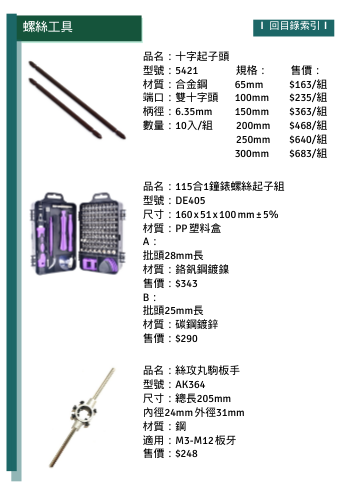 螺絲工具
I 回目錄索引 I
品名：十字起子頭
型號：5421 規格： 售價：
材質：合金鋼 65mm $163/組
端口：雙十字頭 100mm $235/組
柄徑：6.35mm 150mm $363/組
數量：10入/組 200mm $468/組
250mm $640/組
300mm $683/組
品名：115合1鐘錶螺絲起子組
型號：DE405
尺寸：160 x 51 x 100 mm ± 5%
材質：PP 塑料盒
A：
批頭28mm長
材質：鉻釩鋼鍍鎳
售價：$343
B：
批頭25mm長
材質：碳鋼鍍鋅
售價：$290
品名：絲攻丸駒板手
型號：AK364
尺寸：總長205mm
內徑24mm 外徑31mm
材質：鋼
適用：M3-M12 板牙
售價：$248